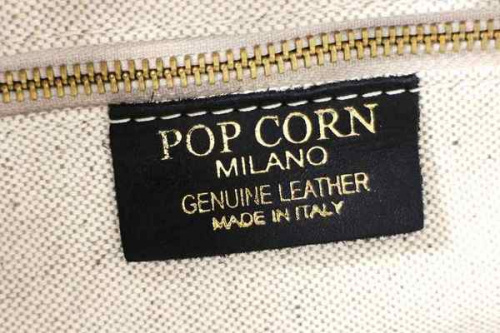 POP CORN
MILANO
GENUINE LEATHER
MADE IN ITALY